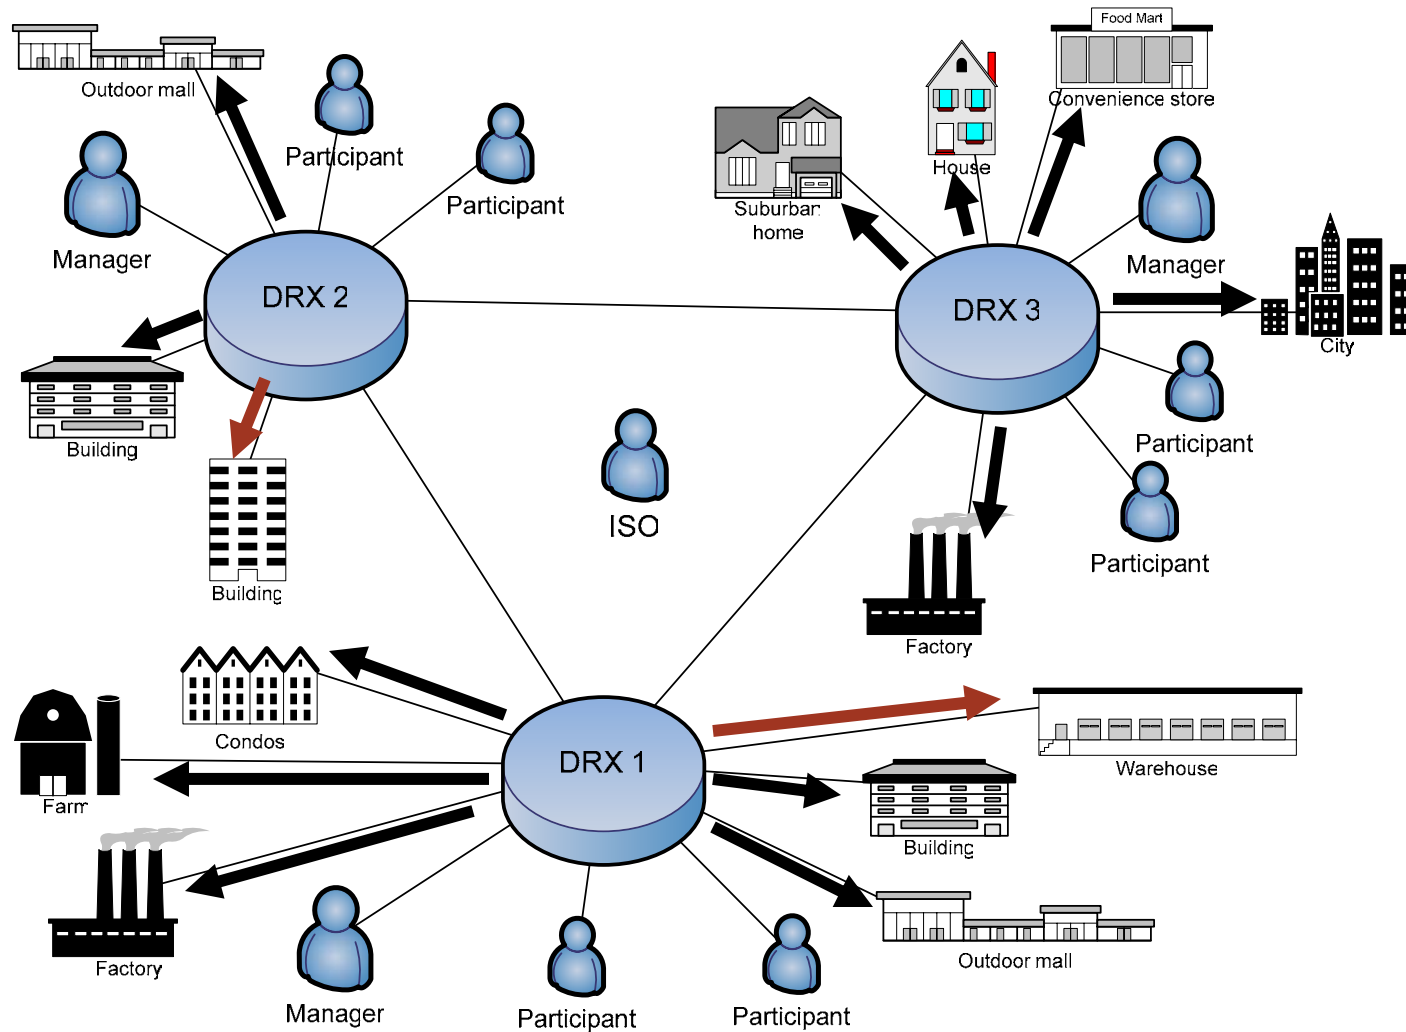 Food Mart
Outdoor mall
Convenience store
Participant
House
Participant
Suburban
home
Manager
Manager
DRX 2
DRX 3
City
Building
Participant
ISO
Participant
Building
Factory
Condos
DRX 1
Warehouse
Farm
Building
Factory
Outdoor mall
Manager
Participant
Participant